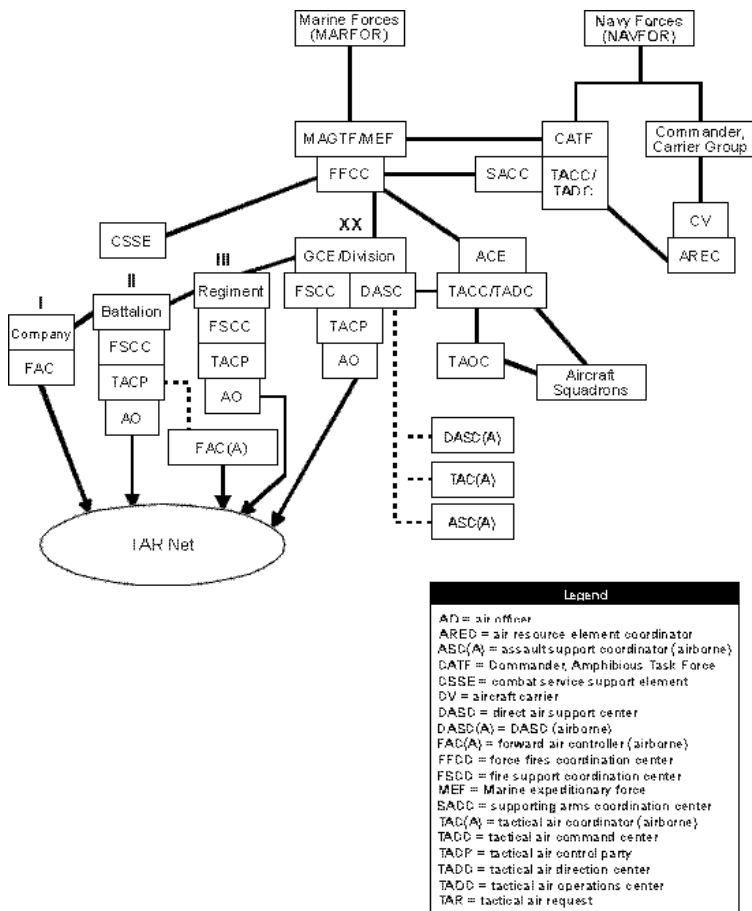 Marine Forces
(MARFOR)
Navy Forces
(NAVFOR)
MAGTF/MEF
CATF
Commander,
Carrier Group
FFCC
SACC
TACC/
TADC
CV
AREC
CSSE
XX
GCE/Division
ACE
III
Regiment
FSCC
DASC
TACC/TADC
II
Battalion
I
Company
FSCC
TACP
FSCC
TACP
AO
TAOC
Aircraft
Squadrons
FAC
TACP
AO
AO
FAC(A)
DASC(A)
TAC(A)
ASC(A)
TAR Net
Legend
AO = air officer
AREC = air resource element coordinator
ASC(A) = assault support coordinator (airborne)
CATF = Commander, Amphibious Task Force
CSSE = combat service support element
CV = aircraft carrier
DASC = direct air support center
DASC(A) = DASC (airborne)
FAC(A) = forward air controller (airborne)
FFCC = force fires coordination center
FSCC = fire support coordination center
MEF = Marine expeditionary force
SACC = supporting arms coordination center
TAC(A) = tactical air coordinator (airborne)
TACC = tactical air command center
TACP = tactical air control party
TADC = tactical air direction center
TAOC = tactical air operations center
TAR = tactical air request